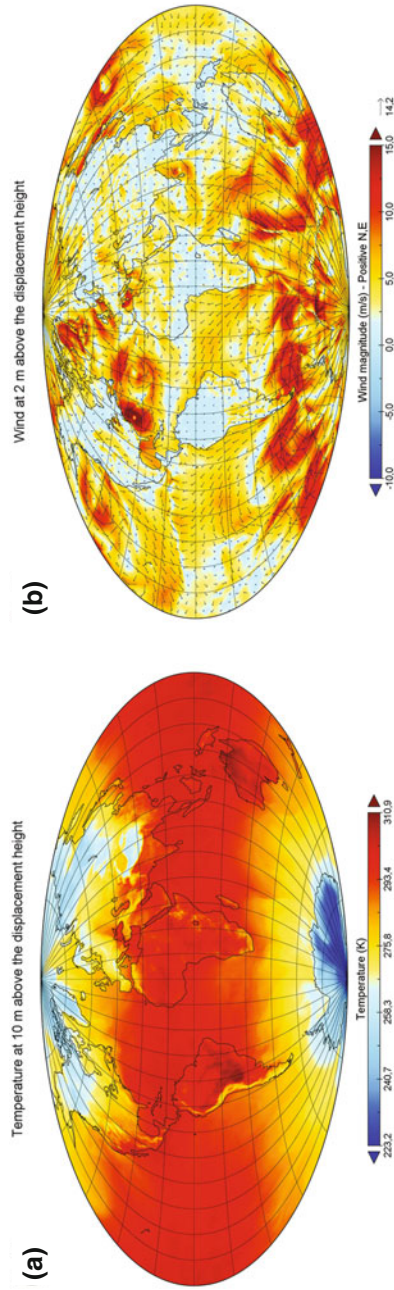 (a)
Temperature at 10 m above the displacement height
223,2 240,7 258,3 275,8 293,4 310,9
Temperature (K)
(b)
Wind at 2 m above the displacement height
-10,0 -5,0 0,0 5,0 10,0 15,0
14,2
Wind magnitude (m/s) - Positive N,E